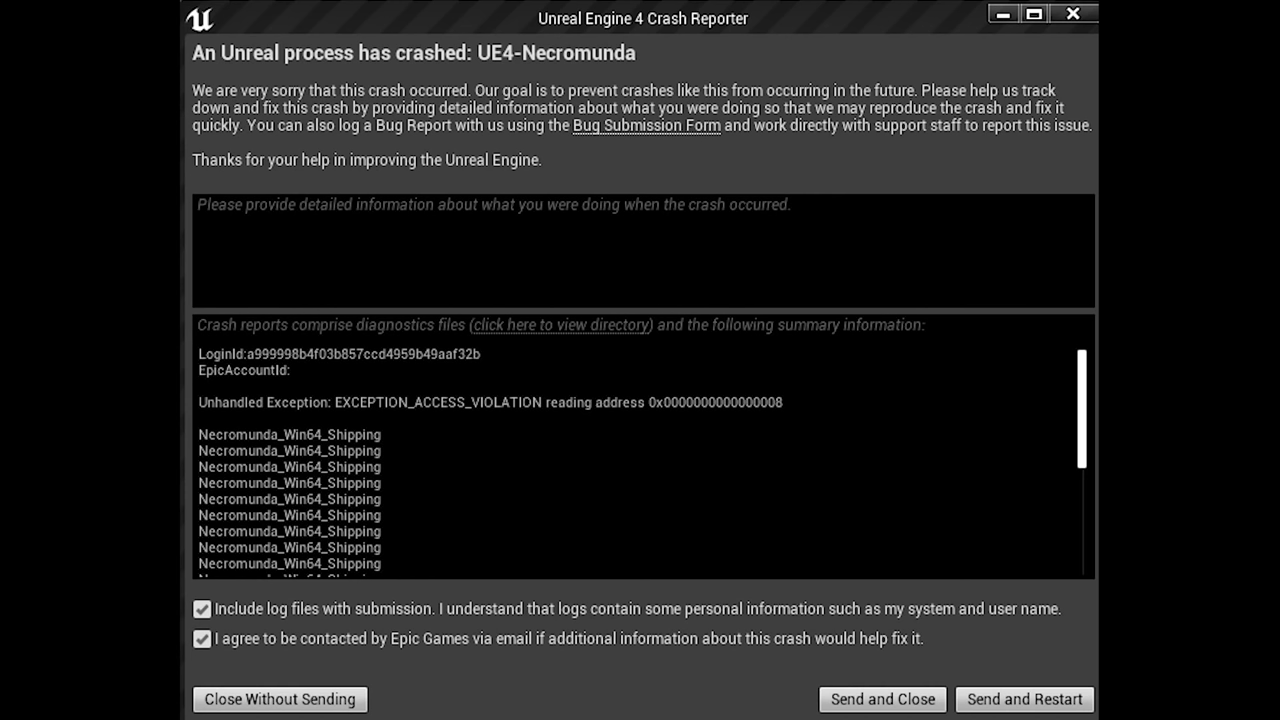 Unreal Engine 4 Crash Reporter
An Unreal process has crashed: UE4-Necromunda
We are very sorry that this crash occurred. Our goal is to prevent crashes like this from occurring in the future. Please help us track
down and fix this crash by providing detailed information about what you were doing so that we may reproduce the crash and fix it
quickly. You can also log a Bug Report with us using the Bug Submission Form and work directly with support staff to report this issue.
Thanks for your help in improving the Unreal Engine.
Please provide detailed information about what you were doing when the crash occurred.
Crash reports comprise diagnostics files (click here to view directory) and the following summary information:
LoginId:a999998b4f03b857ccd4959b49aaf32b
EpicAccountId:
Unhandled Exception: EXCEPTION_ACCESS_VIOLATION reading address 0x0000000000000008
Necromunda_Win64_Shipping
Necromunda_Win64_Shipping
Necromunda_Win64_Shipping
Necromunda_Win64_Shipping
Necromunda_Win64_Shipping
Necromunda_Win64_Shipping
Necromunda_Win64_Shipping
Necromunda_Win64_Shipping
Necromunda_Win64_Shipping
Include log files with submission. I understand that logs contain some personal information such as my system and user name.
I agree to be contacted by Epic Games via email if additional information about this crash would help fix it.
Close Without Sending
Send and Close
Send and Restart